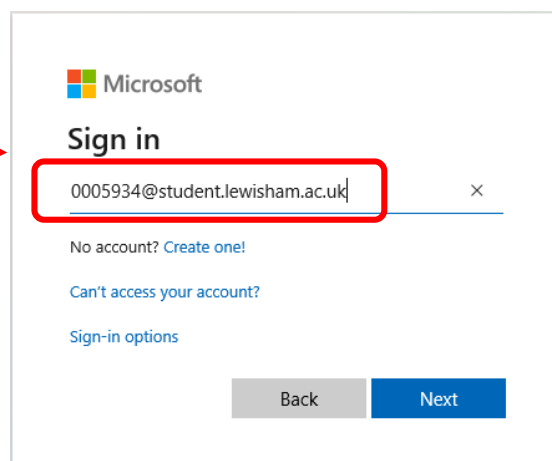 Microsoft
Sign in
0005934@student.lewisham.ac.uk
No account? Create one!
Can't access your account?
Sign-in options
Back Next